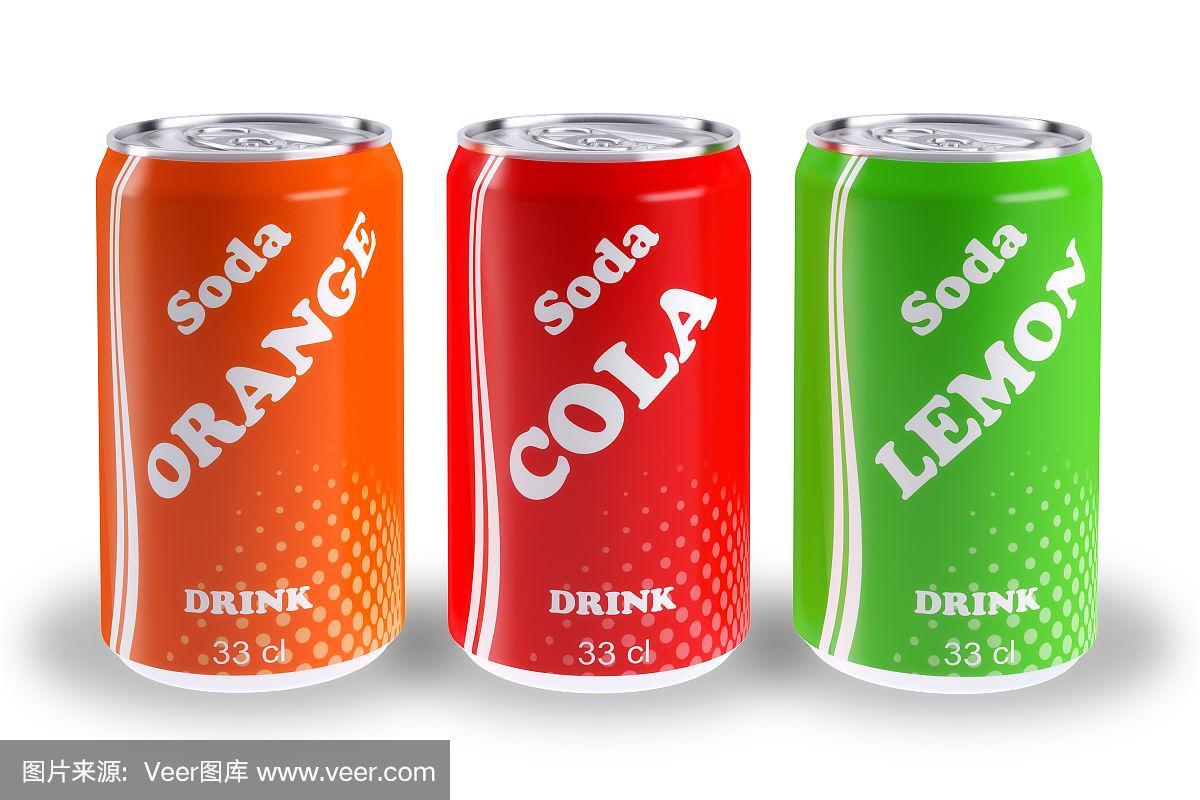 Soda
ORANGE
DRINK
33 cl
Soda
COLA
DRINK
33 cl
Soda
LEMON
DRINK
33 cl
图片来源: Veer图库 www.veer.com